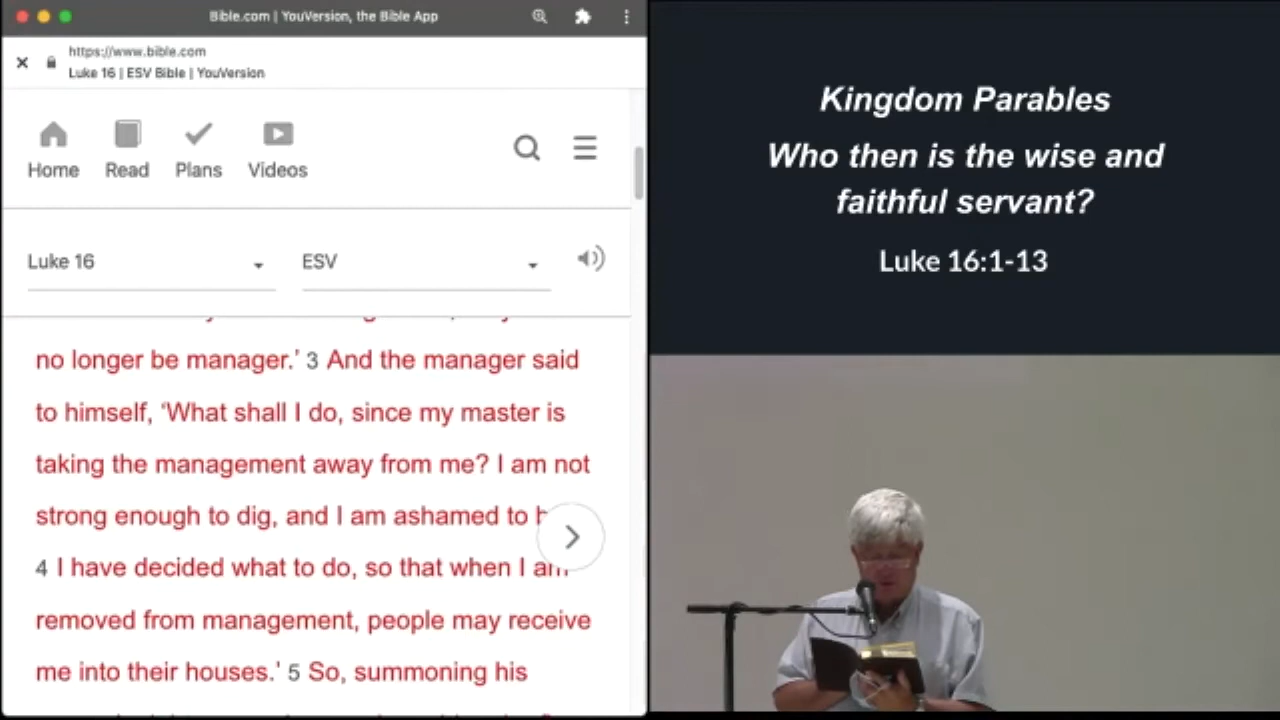 Bible.com | YouVersion, the Bible App
https://www.bible.com
Luke 16 | ESV Bible | YouVersion
Home Read Plans Videos
Luke 16 ESV
no longer be manager.’ 3 And the manager said
to himself, ‘What shall I do, since my master is
taking the management away from me? I am not
strong enough to dig, and I am ashamed to
4 I have decided what to do, so that when I am
removed from management, people may receive
me into their houses.’ 5 So, summoning his
Kingdom Parables
Who then is the wise and
faithful servant?
Luke 16:1-13